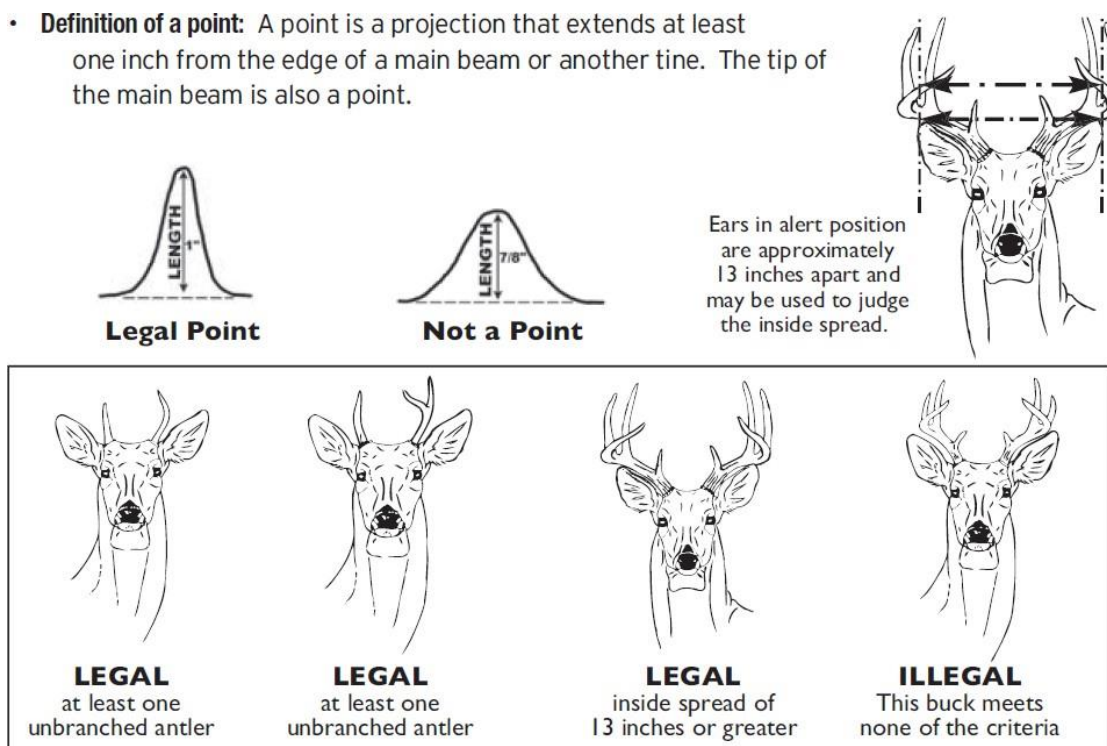 • Definition of a point: A point is a projection that extends at least
one inch from the edge of a main beam or another tine. The tip of
the main beam is also a point.
LENGTH
1"
Legal Point
LENGTH
7/8"
Not a Point
Ears in alert position
are approximately
13 inches apart and
may be used to judge
the inside spread.
LEGAL
at least one
unbranched antler
LEGAL
at least one
unbranched antler
LEGAL
inside spread of
13 inches or greater
ILLEGAL
This buck meets
none of the criteria